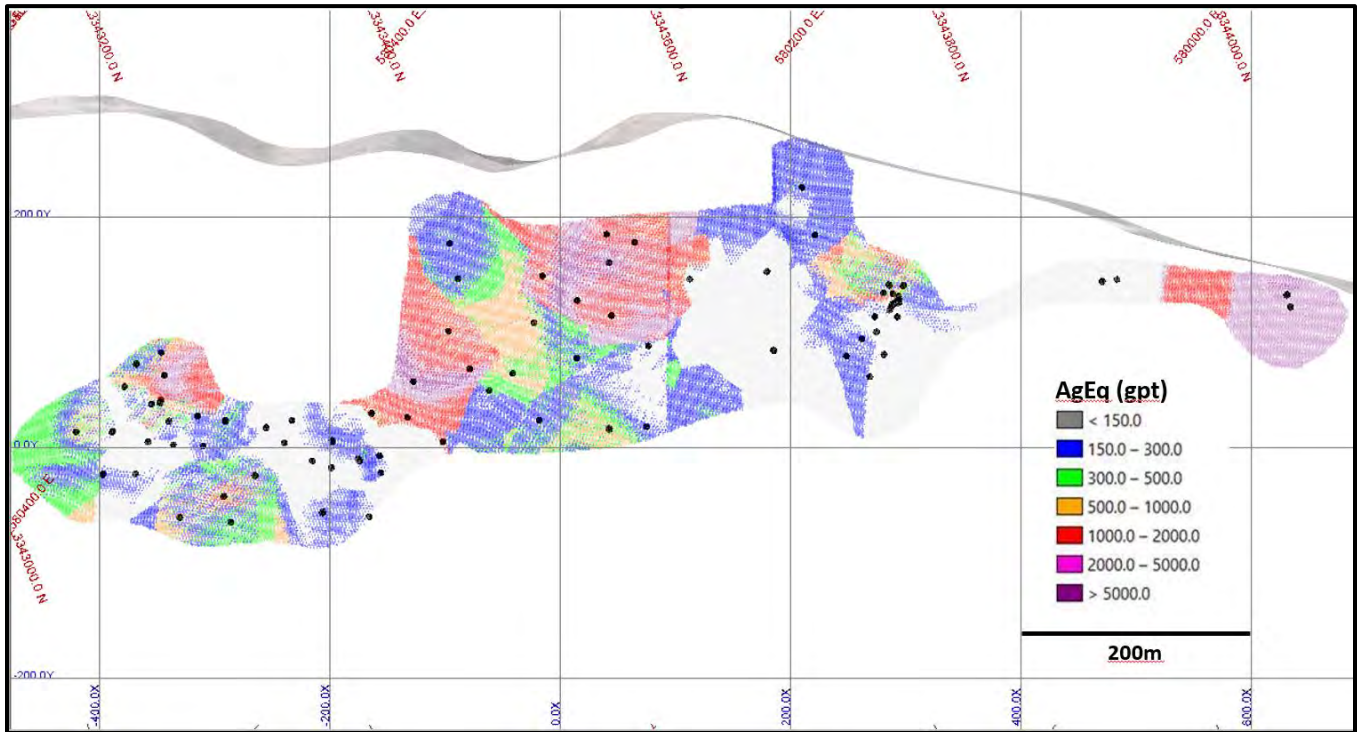 3343200.0 N
580400.0 E
3343600.0 N
580200.0 E
3343800.0 N
580000.0 E
3344000.0 N
200.0Y
0.0Y
-200.0Y
580400.0 E
3343000.0 N
AgEq (gpt)
< 150.0
150.0 – 300.0
300.0 – 500.0
500.0 – 1000.0
1000.0 – 2000.0
2000.0 – 5000.0
> 5000.0
200m
-400.0X
-200.0X
0.0X
200.0X
400.0X
600.0X